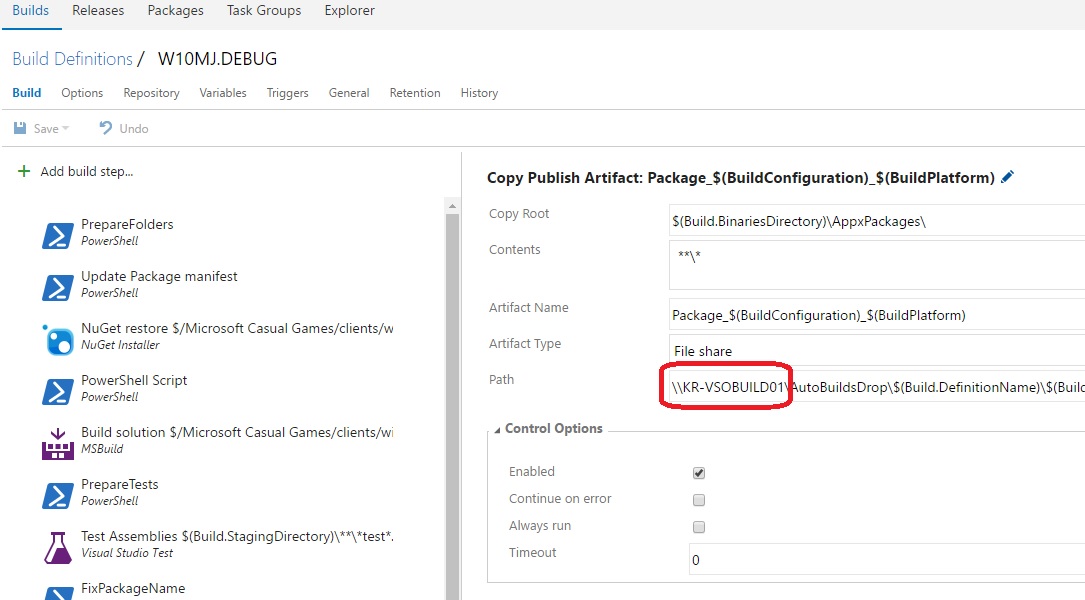 Builds Releases Packages Task Groups Explorer
Build Definitions / W10MJ.DEBUG
Build Options Repository Variables Triggers General Retention History
Save Undo
Add build step...
PrepareFolders
PowerShell
Update Package manifest
PowerShell
NuGet restore $/Microsoft Casual Games/clients/w
NuGet Installer
PowerShell Script
PowerShell
Build solution $/Microsoft Casual Games/clients/wi
MSBuild
PrepareTests
PowerShell
Test Assemblies $(Build.StagingDirectory)\**\*test*.
Visual Studio Test
FixPackageName
Copy Publish Artifact: Package_$(BuildConfiguration)_$(BuildPlatform)
Copy Root $(Build.BinariesDirectory)\AppxPackages\
Contents **\*
Artifact Name Package_$(BuildConfiguration)_$(BuildPlatform)
Artifact Type File share
Path \\KR-VSOBUILD01\AutoBuildsDrop\$(Build.DefinitionName)\$(Build
Control Options
Enabled
Continue on error
Always run
Timeout 0